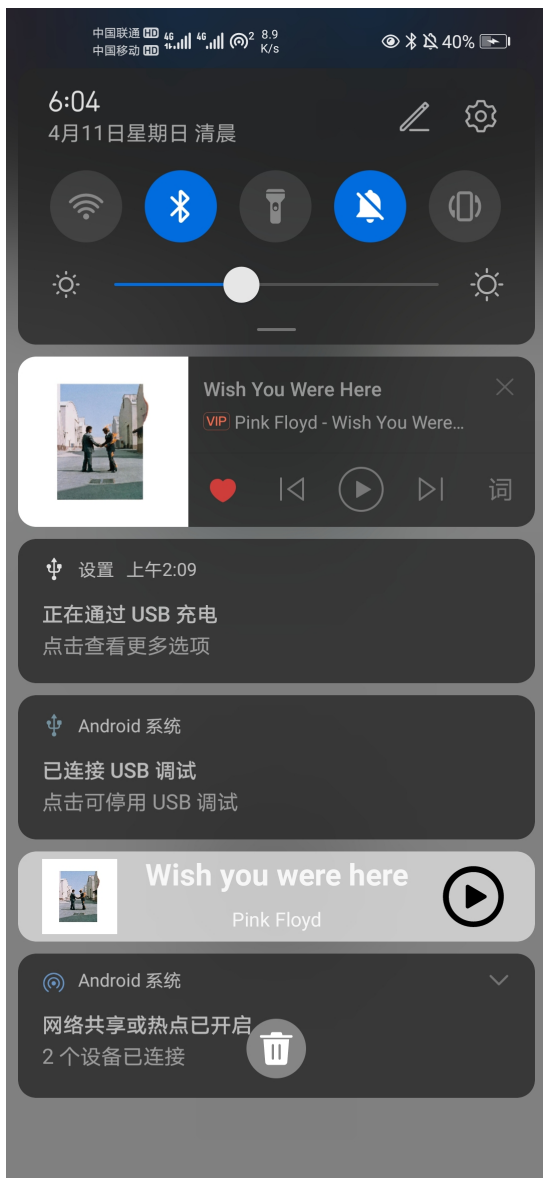 中国联通 HD 4G 4G 2 8.9 40%
中国移动 HD K/s
6:04
4月11日星期日 清晨
Wish You Were Here
VIP Pink Floyd - Wish You Were...
词
设置 上午2:09
正在通过 USB 充电
点击查看更多选项
Android 系统
已连接 USB 调试
点击可停用 USB 调试
Wish you were here
Pink Floyd
Android 系统
网络共享或热点已开启
2 个设备已连接